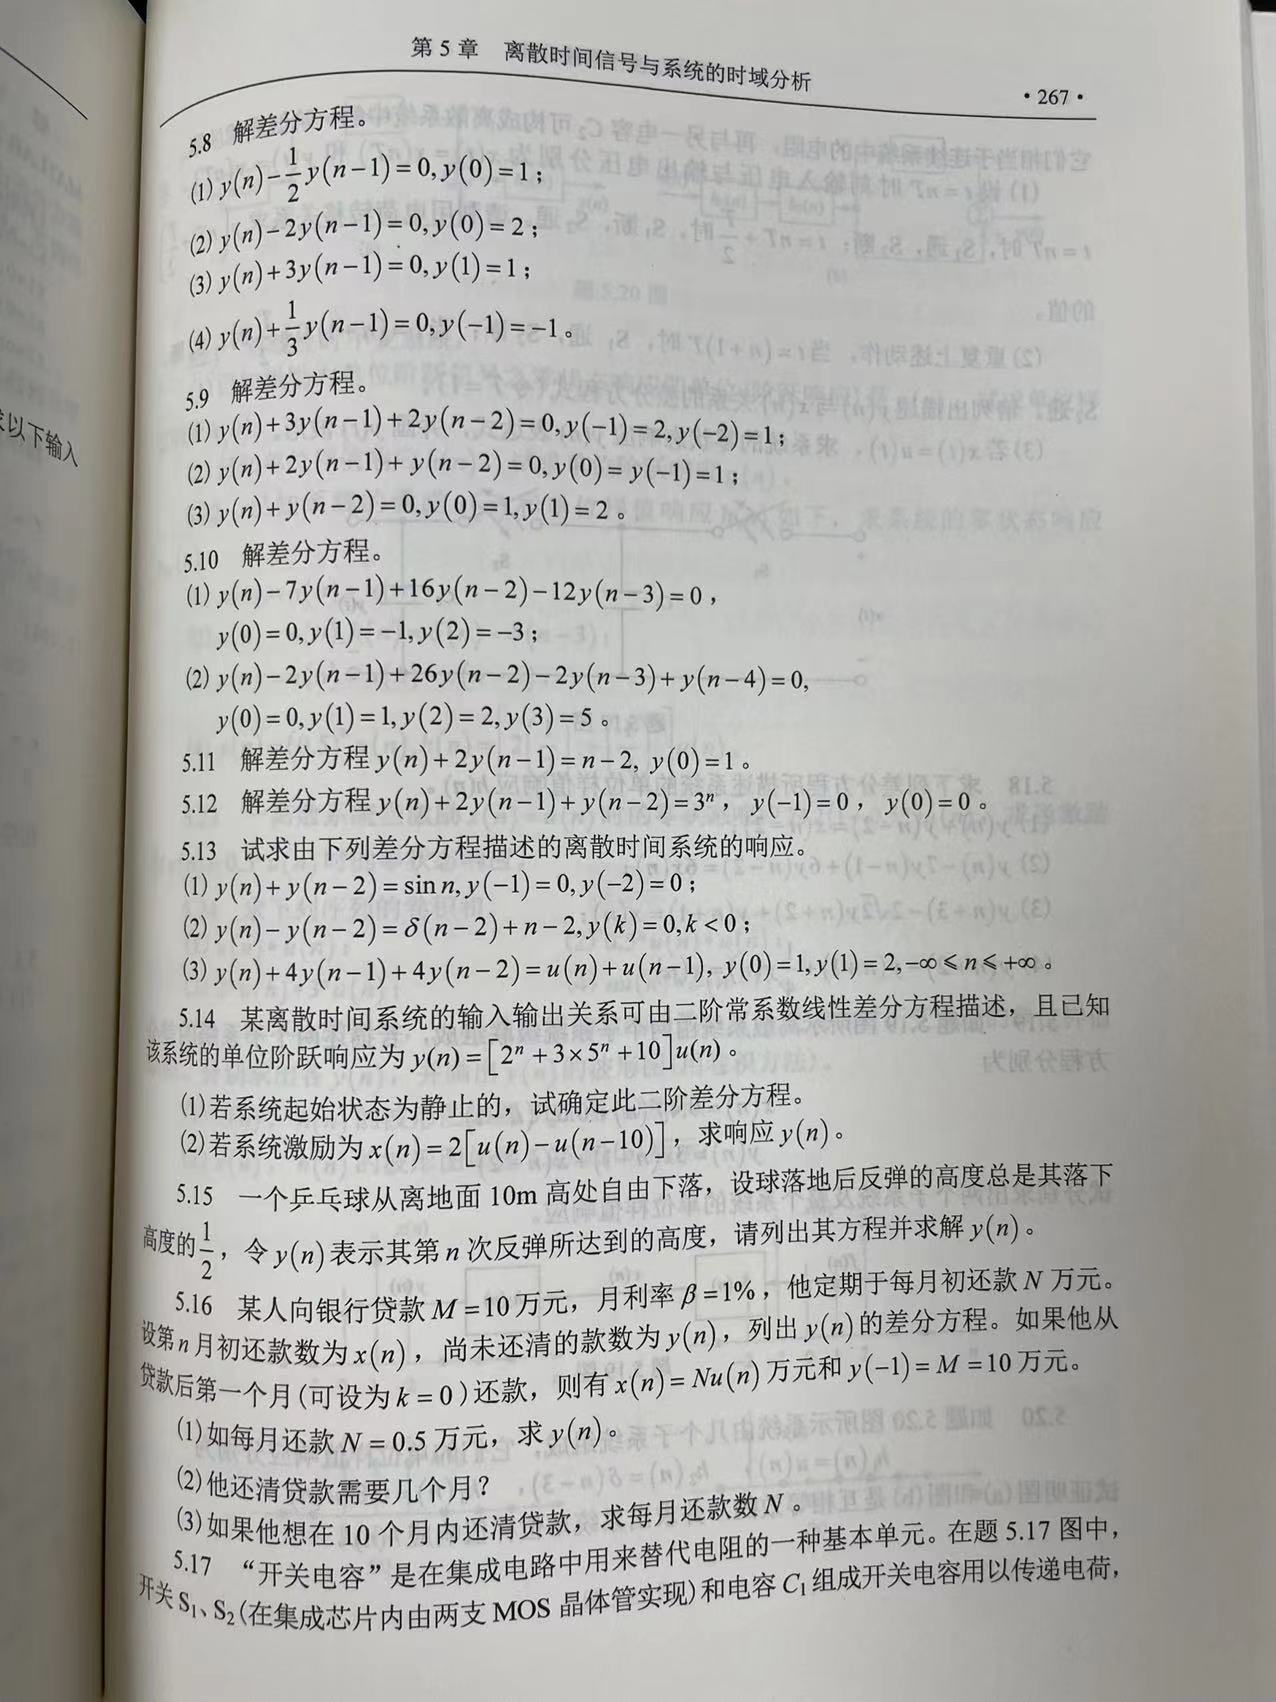 第5章 离散时间信号与系统的时域分析
·267·
5.8 解差分方程。
(1) y(n)-\frac{1}{2}y(n-1)=0, y(0)=1；
(2) y(n)-2y(n-1)=0, y(0)=2；
(3) y(n)+3y(n-1)=0, y(1)=1；
(4) y(n)+\frac{1}{3}y(n-1)=0, y(-1)=-1。
5.9 解差分方程。
(1) y(n)+3y(n-1)+2y(n-2)=0, y(-1)=2, y(-2)=1；
(2) y(n)+2y(n-1)+y(n-2)=0, y(0)=y(-1)=1；
(3) y(n)+y(n-2)=0, y(0)=1, y(1)=2。
5.10 解差分方程。
(1) y(n)-7y(n-1)+16y(n-2)-12y(n-3)=0，
y(0)=0, y(1)=-1, y(2)=-3；
(2) y(n)-2y(n-1)+26y(n-2)-2y(n-3)+y(n-4)=0,
y(0)=0, y(1)=1, y(2)=2, y(3)=5。
5.11 解差分方程 y(n)+2y(n-1)=n-2, y(0)=1。
5.12 解差分方程 y(n)+2y(n-1)+y(n-2)=3ⁿ， y(-1)=0， y(0)=0。
5.13 试求由下列差分方程描述的离散时间系统的响应。
(1) y(n)+y(n-2)=sin n, y(-1)=0, y(-2)=0；
(2) y(n)-y(n-2)=δ(n-2)+n-2, y(k)=0, k<0；
(3) y(n)+4y(n-1)+4y(n-2)=u(n)+u(n-1), y(0)=1, y(1)=2, -∞≤n≤+∞。
5.14 某离散时间系统的输入输出关系可由二阶常系数线性差分方程描述，且已知
该系统的单位阶跃响应为 y(n)=[2ⁿ+3×5ⁿ+10]u(n)。
(1)若系统起始状态为静止的，试确定此二阶差分方程。
(2)若系统激励为 x(n)=2[u(n)-u(n-10)]，求响应 y(n)。
5.15 一个乒乓球从离地面 10m 高处自由下落，设球落地后反弹的高度总是其落下
高度的\frac{1}{2}，令 y(n) 表示其第 n 次反弹所达到的高度，请列出其方程并求解 y(n)。
5.16 某人向银行贷款 M=10 万元，月利率 β=1%，他定期于每月初还款 N 万元。
设第 n 月初还款数为 x(n)，尚未还清的款数为 y(n)，列出 y(n) 的差分方程。如果他从
贷款后第一个月(可设为 k=0)还款，则有 x(n)=Nu(n) 万元和 y(-1)=M=10 万元。
(1)如每月还款 N=0.5 万元，求 y(n)。
(2)他还清贷款需要几个月？
(3)如果他想在 10 个月内还清贷款，求每月还款数 N。
5.17 “开关电容”是在集成电路中用来替代电阻的一种基本单元。在题 5.17 图中，
开关 S₁、S₂(在集成芯片内由两支 MOS 晶体管实现)和电容 C₁组成开关电容用以传递电荷，
以下输入